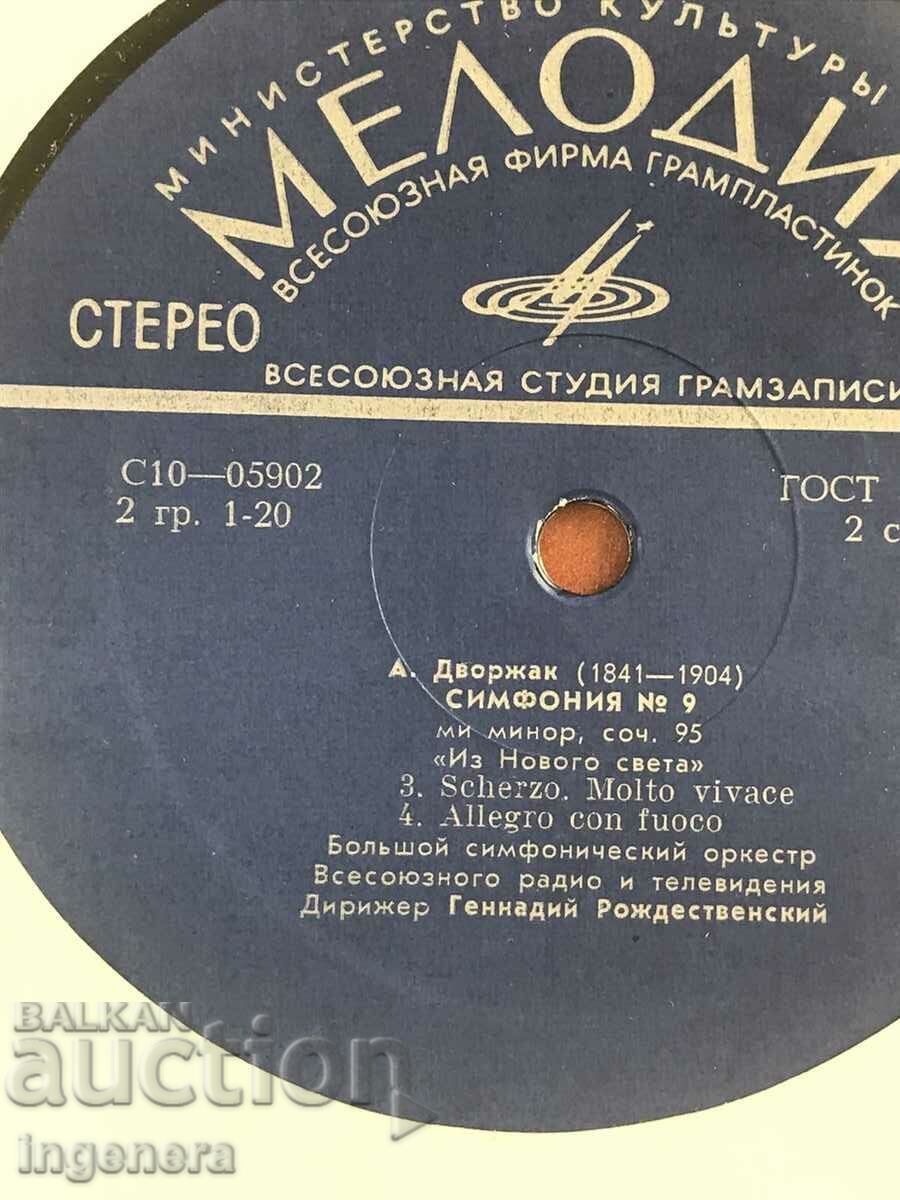 МИНИСТЕРСТВО КУЛЬТУРЫ
МЕЛОДИЯ
ВСЕСОЮЗНАЯ ФИРМА ГРАМПЛАСТИНОК
СТЕРЕО
ВСЕСОЮЗНАЯ СТУДИЯ ГРАМЗАПИСИ
С10—05902
2 гр. 1-20
ГОСТ
2 с
А. Дворжак (1841—1904)
СИМФОНИЯ № 9
ми минор, соч. 95
«Из Нового света»
3. Scherzo. Molto vivace
4. Allegro con fuoco
Большой симфонический оркестр
Всесоюзного радио и телевидения
Дирижер Геннадий Рождественский
BALKAN
auction
ingenera